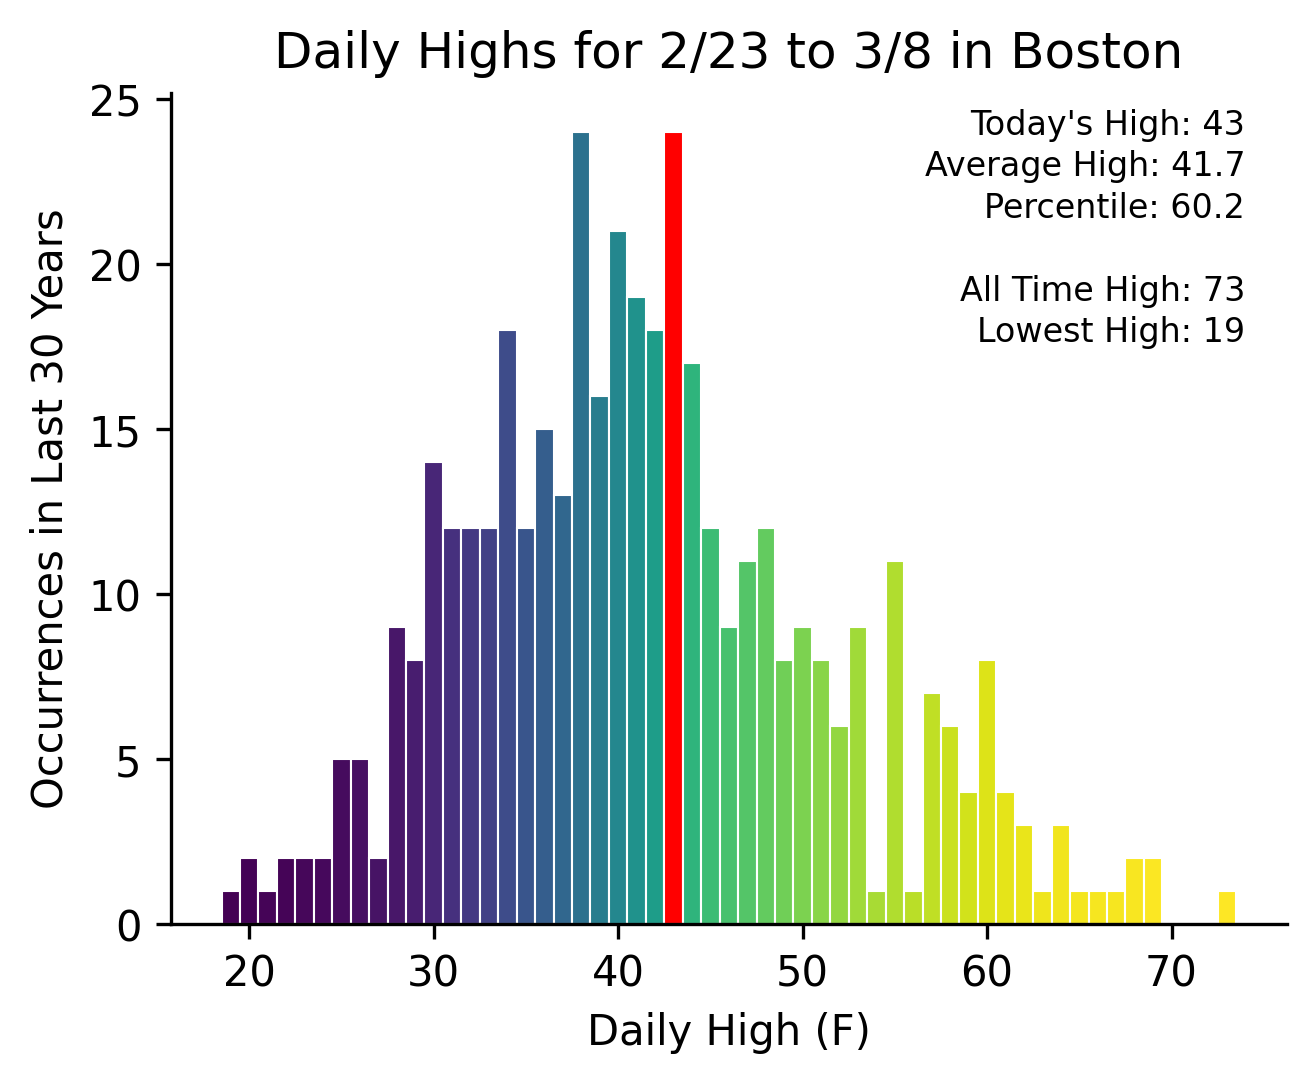 Daily Highs for 2/23 to 3/8 in Boston
Today's High: 43
Average High: 41.7
Percentile: 60.2
All Time High: 73
Lowest High: 19
Occurrences in Last 30 Years
25
20
15
10
5
0
20 30 40 50 60 70
Daily High (F)